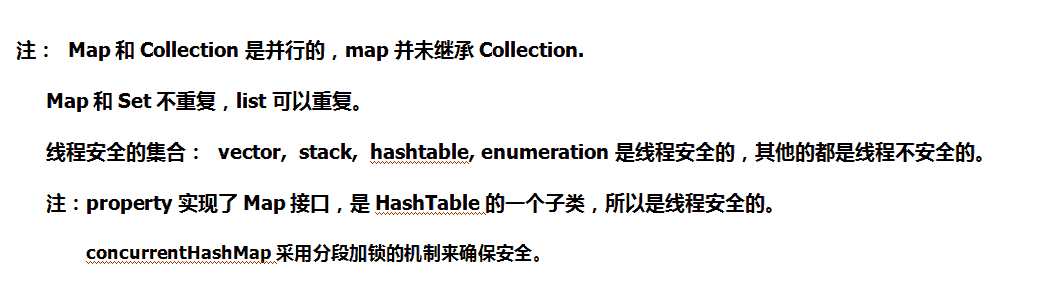 注： Map 和 Collection 是并行的，map 并未继承 Collection.
Map 和 Set 不重复，list 可以重复。
线程安全的集合： vector, stack, hashtable, enumeration 是线程安全的，其他的都是线程不安全的。
注：property 实现了 Map 接口，是 HashTable 的一个子类，所以是线程安全的。
concurrentHashMap 采用分段加锁的机制来确保安全。